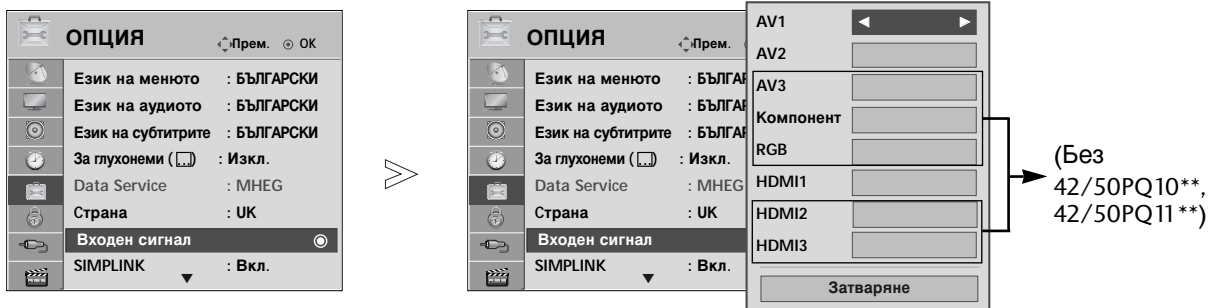 ОПЦИЯ Прем. OK
Език на менюто : БЪЛГАРСКИ
Език на аудиото : БЪЛГАРСКИ
Език на субтитрите : БЪЛГАРСКИ
За глухонеми ( ) : Изкл.
Data Service : MHEG
Страна : UK
Входен сигнал
SIMPLINK : Вкл.
ОПЦИЯ Прем.
Език на менюто : БЪЛГАР
Език на аудиото : БЪЛГАР
Език на субтитрите : БЪЛГАР
За глухонеми ( ) : Изкл.
Data Service : MHEG
Страна : UK
Входен сигнал
SIMPLINK : Вкл.
AV1
AV2
AV3
Компонент
RGB
HDMI1
HDMI2
HDMI3
Затваряне
(Без
42/50PQ10**,
42/50PQ11**)